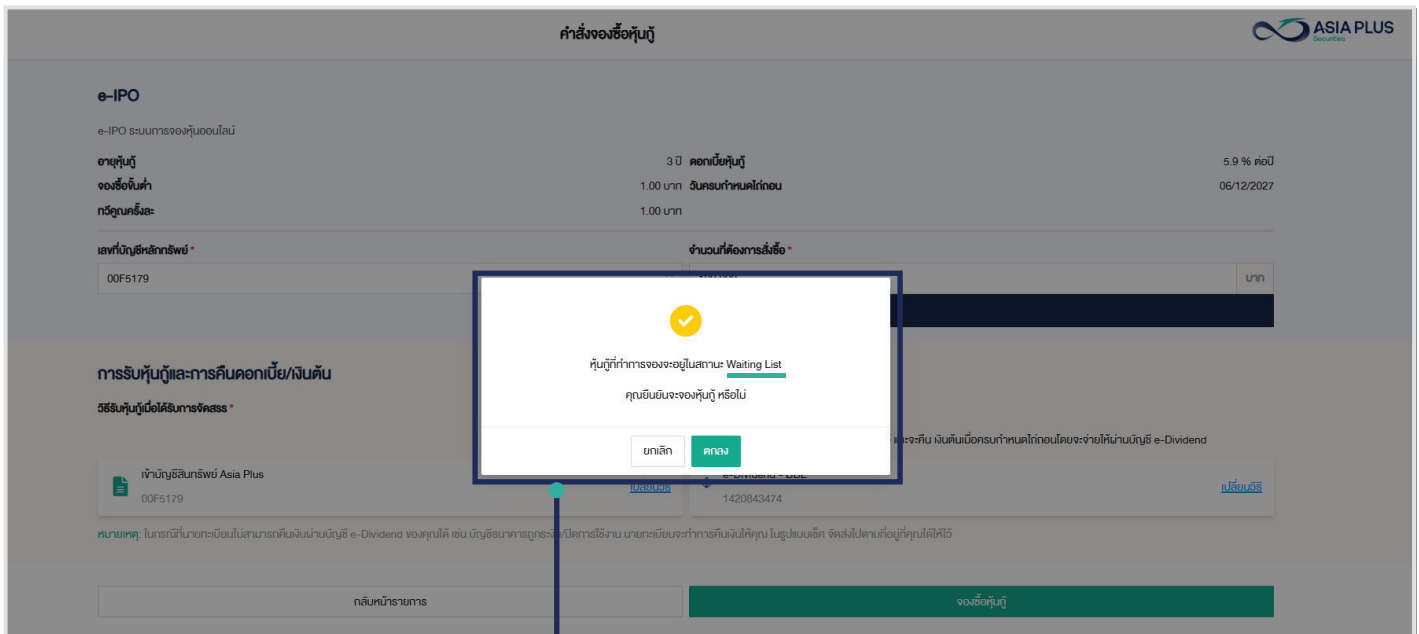 คำสั่งจองซื้อหุ้นกู้
ASIA PLUS
Securities
e-IPO
e-IPO ระบบการจองหุ้นออนไลน์
อายุหุ้นกู้ 3 ปี ดอกเบี้ยหุ้นกู้ 5.9 % ต่อปี
จองซื้อขั้นต่ำ 1.00 บาท วันครบกำหนดไถ่ถอน 06/12/2027
ทวีคูณครั้งละ 1.00 บาท
เลขที่บัญชีหลักทรัพย์ * จำนวนที่ต้องการสั่งซื้อ *
00F5179 บาท
หุ้นกู้ที่ทำการจองจะอยู่ในสถานะ Waiting List
คุณยืนยันจะจองหุ้นกู้ หรือไม่
ยกเลิก ตกลง
การรับหุ้นกู้และการคืนดอกเบี้ย/เงินต้น
วิธีรับหุ้นกู้เมื่อได้รับการจัดสรร *
และจะคืน เงินต้นเมื่อครบกำหนดไถ่ถอนโดยจะจ่ายให้ผ่านบัญชี e-Dividend
เข้าบัญชีสินทรัพย์ Asia Plus
00F5179 เปลี่ยนวิธี
e-Dividend - BBL
1420843474 เปลี่ยนวิธี
หมายเหตุ: ในกรณีที่นายทะเบียนไม่สามารถคืนเงินผ่านบัญชี e-Dividend ของคุณได้ เช่น บัญชีธนาคารถูกระงับ/ปิดการใช้งาน นายทะเบียนจะทำการคืนเงินให้คุณ ในรูปแบบเช็ค จัดส่งไปตามที่อยู่ที่คุณได้ให้ไว้
กลับหน้ารายการ จองซื้อหุ้นกู้